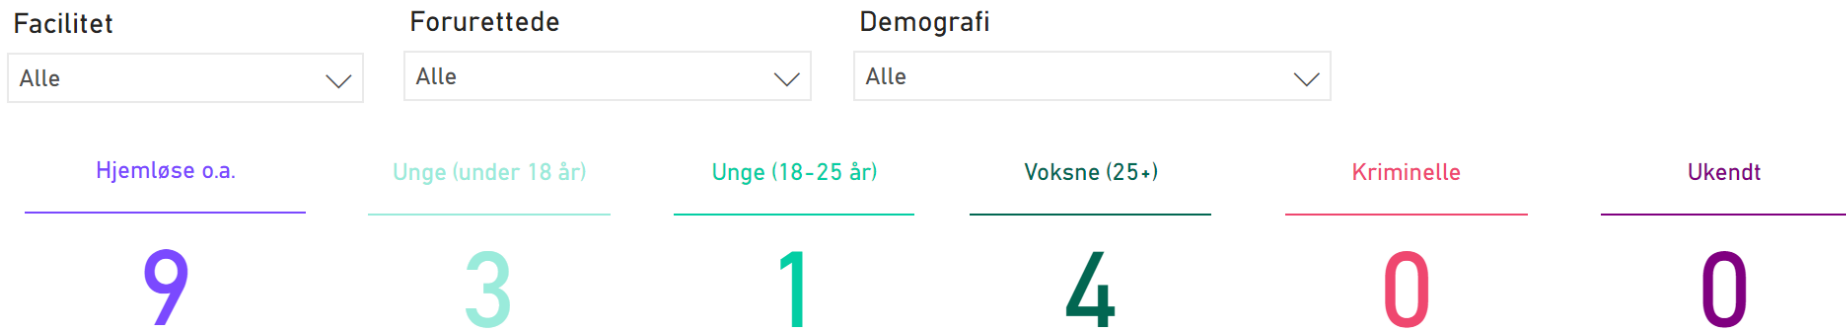 Facilitet Forurettede Demografi
Alle Alle Alle
Hjemløse o.a. Unge (under 18 år) Unge (18-25 år) Voksne (25+) Kriminelle Ukendt
9 3 1 4 0 0